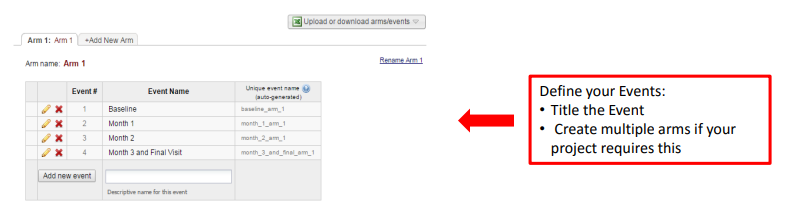 Upload or download arms/events
Arm 1: Arm 1 +Add New Arm
Arm name: Arm 1 Rename Arm 1
Event # Event Name Unique event name (auto-generated)
1 Baseline baseline_arm_1
2 Month 1 month_1_arm_1
3 Month 2 month_2_arm_1
4 Month 3 and Final Visit month_3_and_final_arm_1
Add new event
Descriptive name for this event
Define your Events:
• Title the Event
• Create multiple arms if your
project requires this